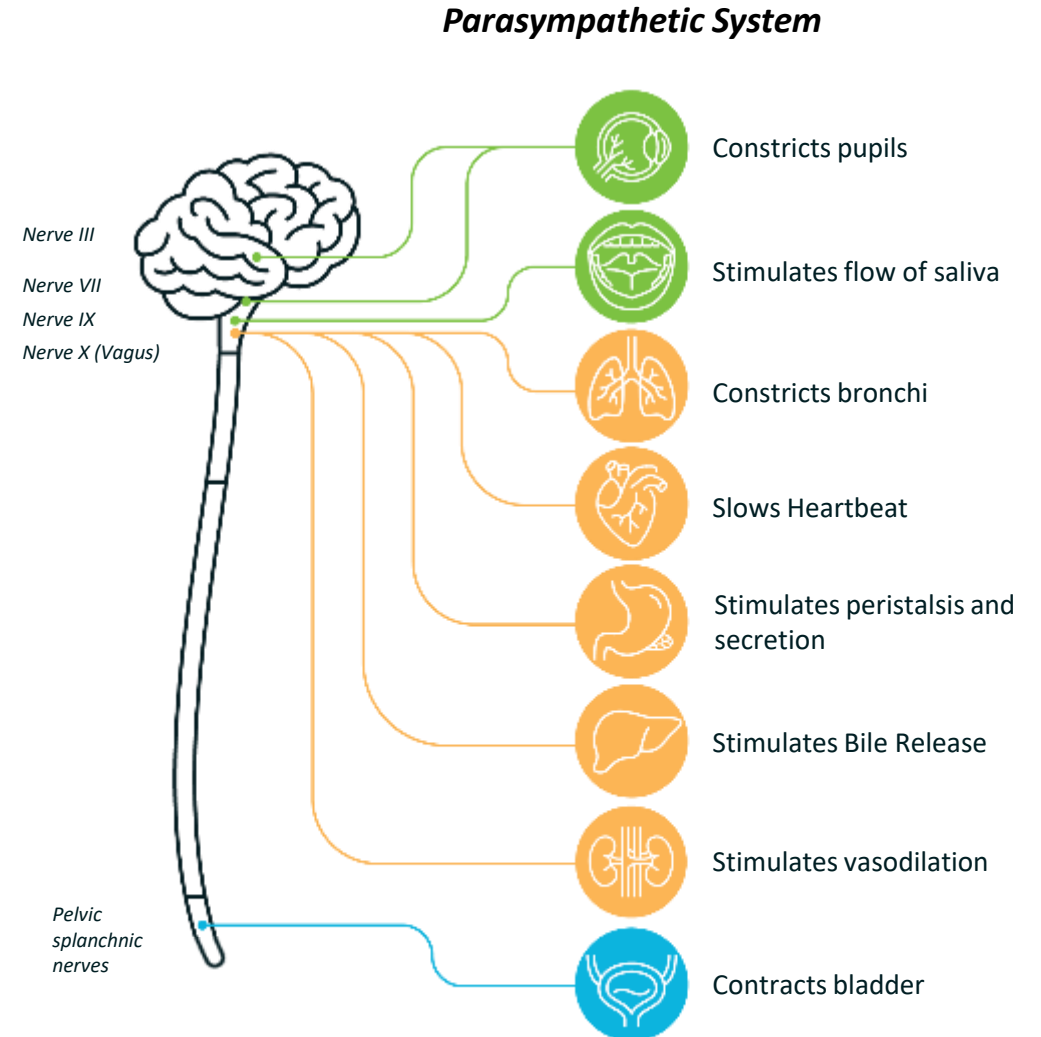 Parasympathetic System
Constricts pupils
Nerve III
Stimulates flow of saliva
Nerve VII
Nerve IX
Nerve X (Vagus)
Constricts bronchi
Slows Heartbeat
Stimulates peristalsis and
secretion
Stimulates Bile Release
Stimulates vasodilation
Pelvic
splanchnic
nerves
Contracts bladder